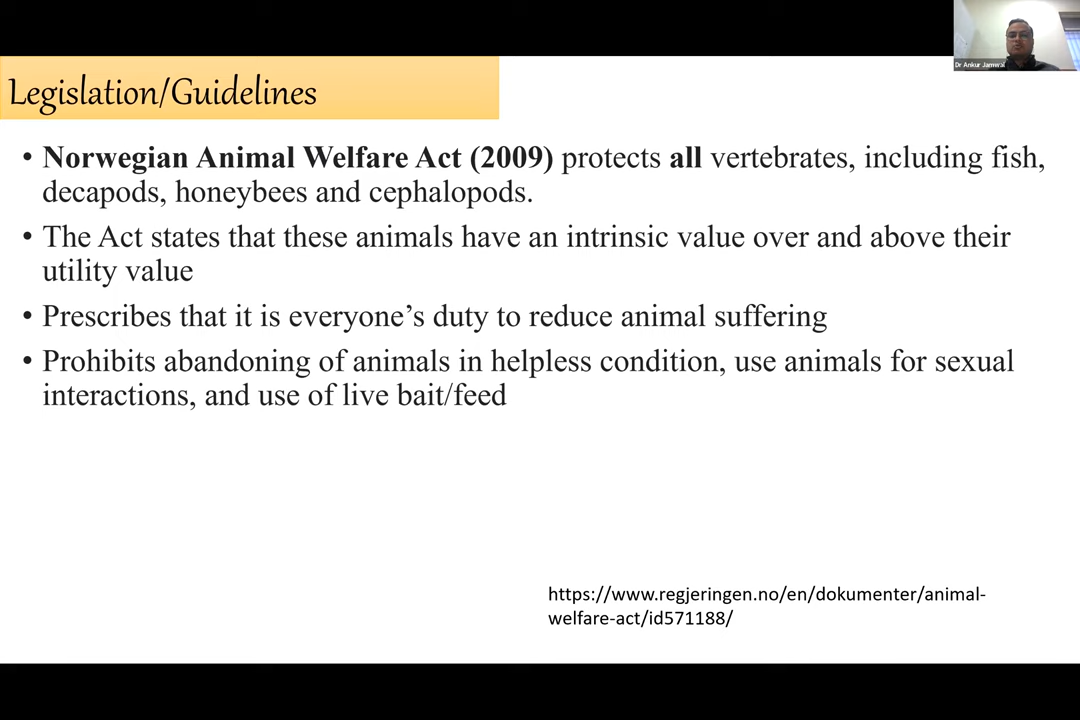 Dr Ankur Jamwal
Legislation/Guidelines
• Norwegian Animal Welfare Act (2009) protects all vertebrates, including fish,
decapods, honeybees and cephalopods.
• The Act states that these animals have an intrinsic value over and above their
utility value
• Prescribes that it is everyone’s duty to reduce animal suffering
• Prohibits abandoning of animals in helpless condition, use animals for sexual
interactions, and use of live bait/feed
https://www.regjeringen.no/en/dokumenter/animal-
welfare-act/id571188/